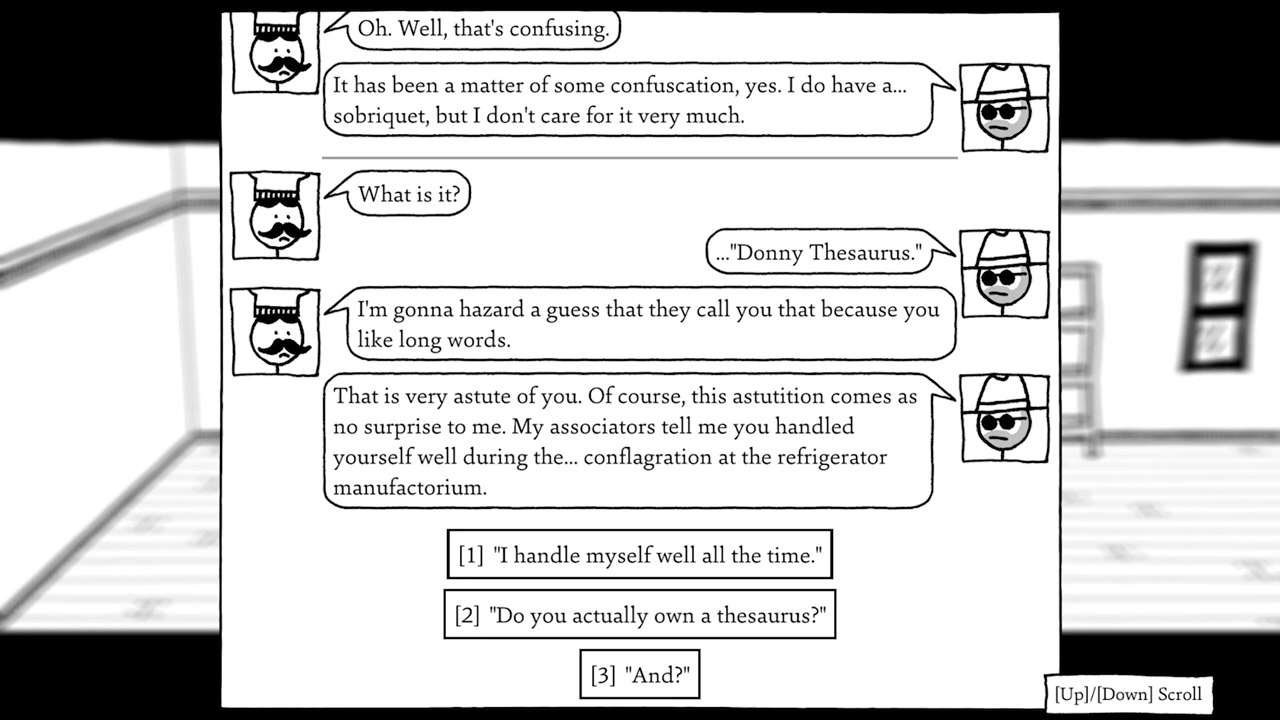 Oh. Well, that's confusing.
It has been a matter of some confuscation, yes. I do have a...
sobriquet, but I don't care for it very much.
What is it?
..."Donny Thesaurus."
I'm gonna hazard a guess that they call you that because you
like long words.
That is very astute of you. Of course, this astutition comes as
no surprise to me. My associators tell me you handled
yourself well during the... conflagration at the refrigerator
manufactorium.
[1] "I handle myself well all the time."
[2] "Do you actually own a thesaurus?"
[3] "And?"
[Up]/[Down] Scroll